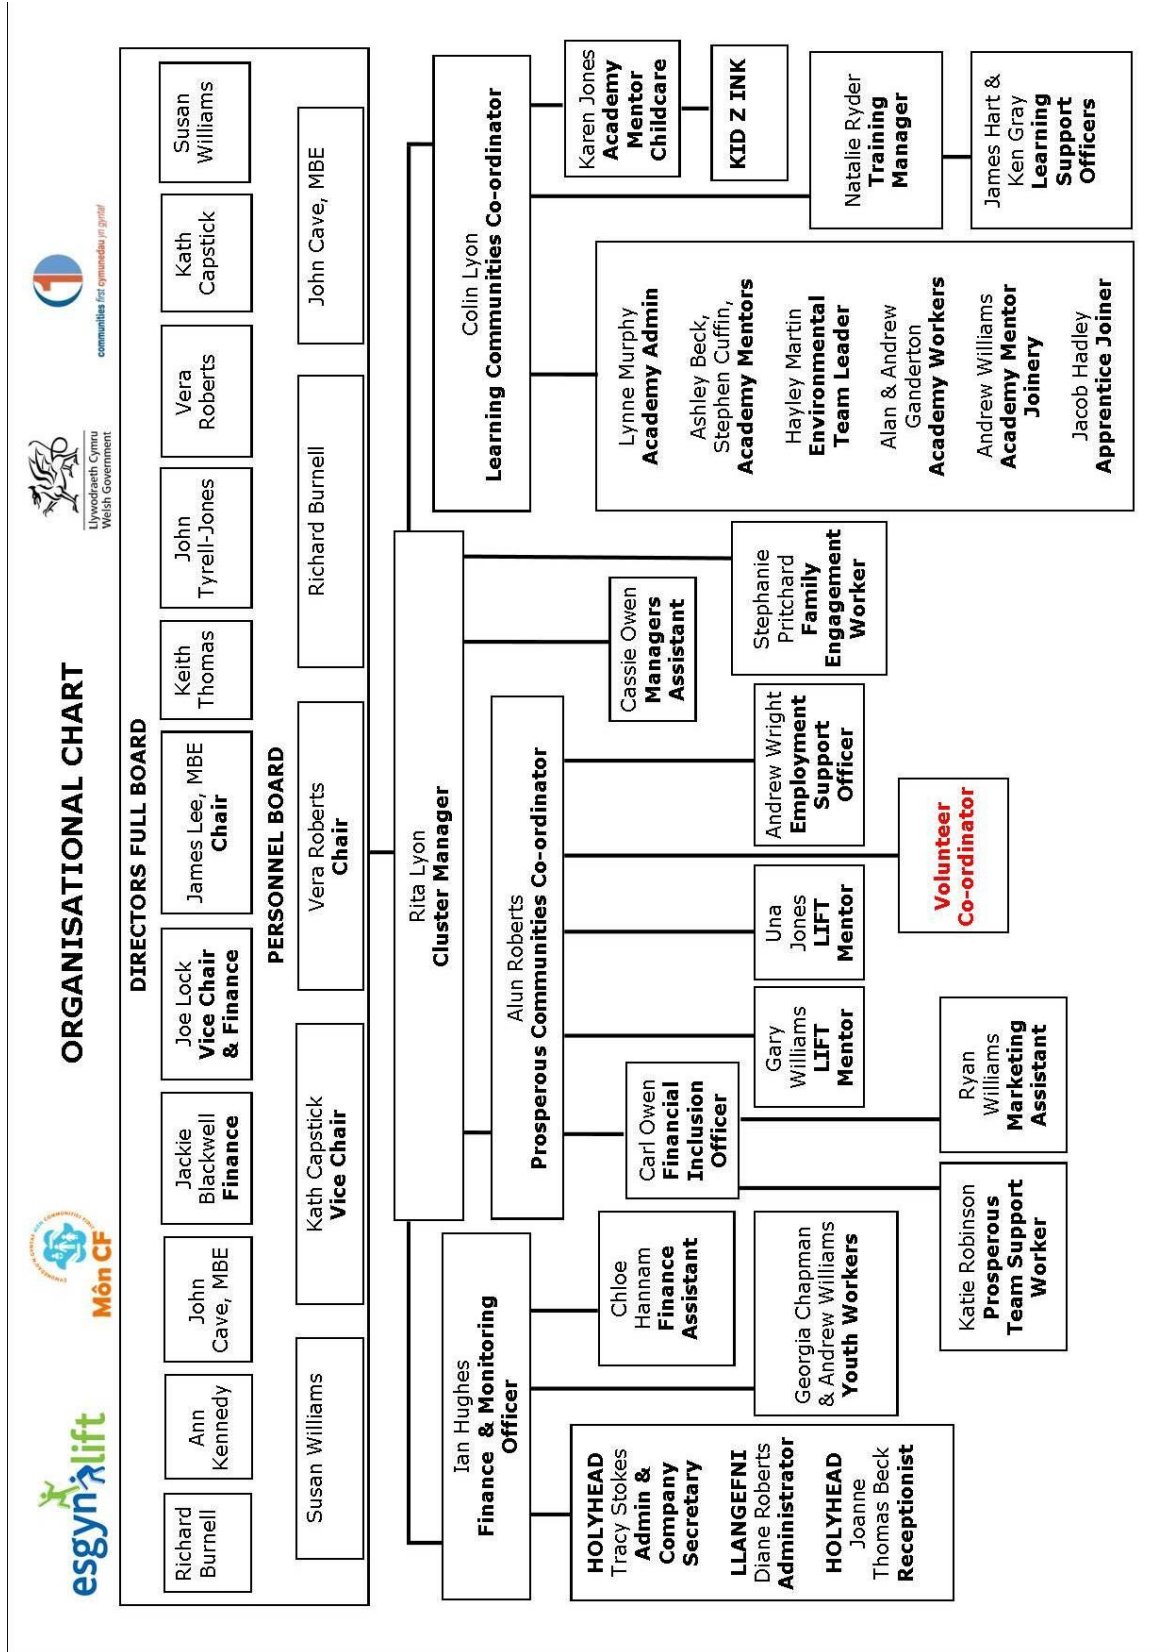 esgyn lift
Môn CF
ORGANISATIONAL CHART
Llywodraeth Cymru
Welsh Government
communities first cymunedau yn gyntaf
DIRECTORS FULL BOARD
Richard
Burnell
Ann
Kennedy
John
Cave, MBE
Jackie
Blackwell
Finance
Joe Lock
Vice Chair
& Finance
James Lee, MBE
Chair
Keith
Thomas
John
Tyrell-Jones
Vera
Roberts
Kath
Capstick
Susan
Williams
PERSONNEL BOARD
Susan Williams
Kath Capstick
Vice Chair
Vera Roberts
Chair
Richard Burnell
John Cave, MBE
Rita Lyon
Cluster Manager
Ian Hughes
Finance & Monitoring
Officer
Alun Roberts
Prosperous Communities Co-ordinator
Colin Lyon
Learning Communities Co-ordinator
HOLYHEAD
Tracy Stokes
Admin &
Company
Secretary
LLANGEFNI
Diane Roberts
Administrator
HOLYHEAD
Joanne
Thomas Beck
Receptionist
Chloe
Hannam
Finance
Assistant
Georgia Chapman
& Andrew Williams
Youth Workers
Carl Owen
Financial
Inclusion
Officer
Katie Robinson
Prosperous
Team Support
Worker
Ryan
Williams
Marketing
Assistant
Gary
Williams
LIFT
Mentor
Una
Jones
LIFT
Mentor
Volunteer
Co-ordinator
Andrew Wright
Employment
Support
Officer
Cassie Owen
Managers
Assistant
Stephanie
Pritchard
Family
Engagement
Worker
Lynne Murphy
Academy Admin
Ashley Beck,
Stephen Cuffin,
Academy Mentors
Hayley Martin
Environmental
Team Leader
Alan & Andrew
Ganderton
Academy Workers
Andrew Williams
Academy Mentor
Joinery
Jacob Hadley
Apprentice Joiner
Karen Jones
Academy
Mentor
Childcare
KID Z INK
Natalie Ryder
Training
Manager
James Hart &
Ken Gray
Learning
Support
Officers